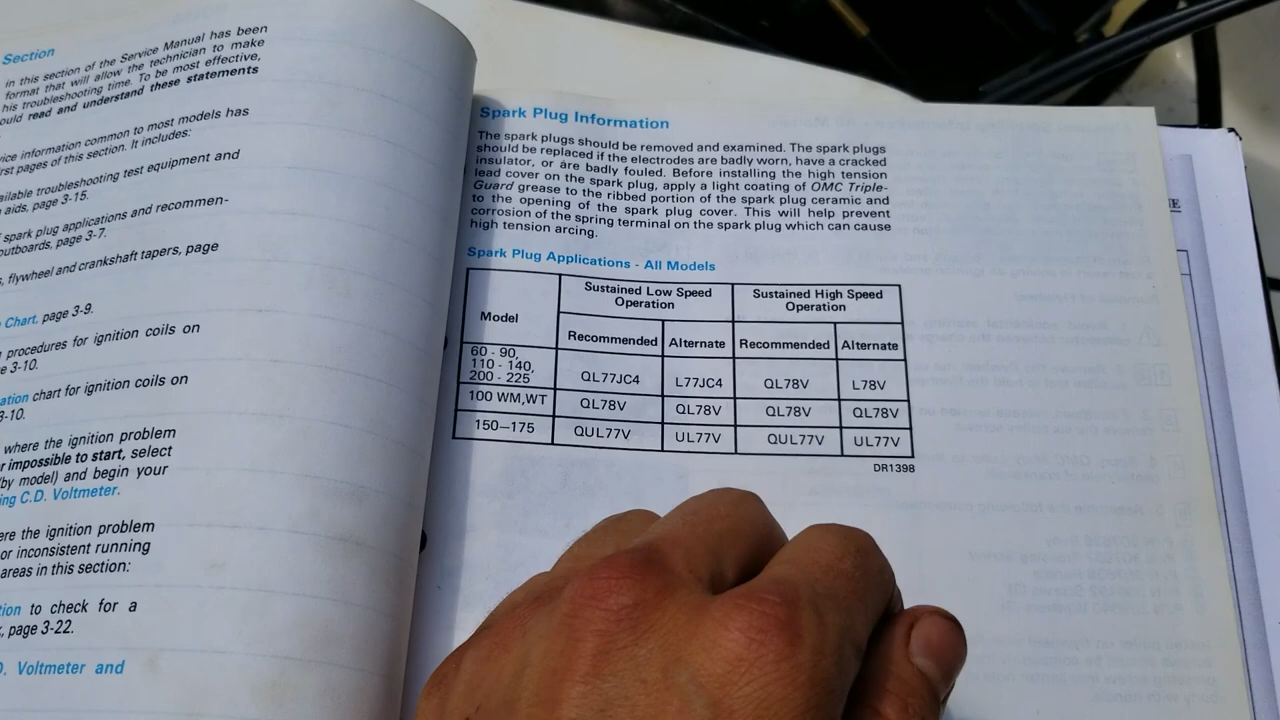 Section
in this section of the Service Manual has been
format that will allow the technician to make
his troubleshooting time. To be most effective,
ould read and understand these statements
vice information common to most models has
rst pages of this section. It includes:
ailable troubleshooting test equipment and
aids, page 3-15.
spark plug applications and recommen-
outboards, page 3-7.
s, flywheel and crankshaft tapers, page
Chart, page 3-9.
procedures for ignition coils on
e 3-10.
ation chart for ignition coils on
3-10.
where the ignition problem
r impossible to start, select
(by model) and begin your
ing C.D. Voltmeter.
ere the ignition problem
or inconsistent running
areas in this section:
tion to check for a
, page 3-22.
D. Voltmeter and
Spark Plug Information
The spark plugs should be removed and examined. The spark plugs
should be replaced if the electrodes are badly worn, have a cracked
insulator, or are badly fouled. Before installing the high tension
lead cover on the spark plug, apply a light coating of OMC Triple-
Guard grease to the ribbed portion of the spark plug ceramic and
to the opening of the spark plug cover. This will help prevent
corrosion of the spring terminal on the spark plug which can cause
high tension arcing.
Spark Plug Applications - All Models
Model
Sustained Low Speed
Operation
Sustained High Speed
Operation
Recommended Alternate Recommended Alternate
60 - 90,
110 - 140,
200 - 225 QL77JC4 L77JC4 QL78V L78V
100 WM,WT QL78V QL78V QL78V QL78V
150—175 QUL77V UL77V QUL77V UL77V
DR1398